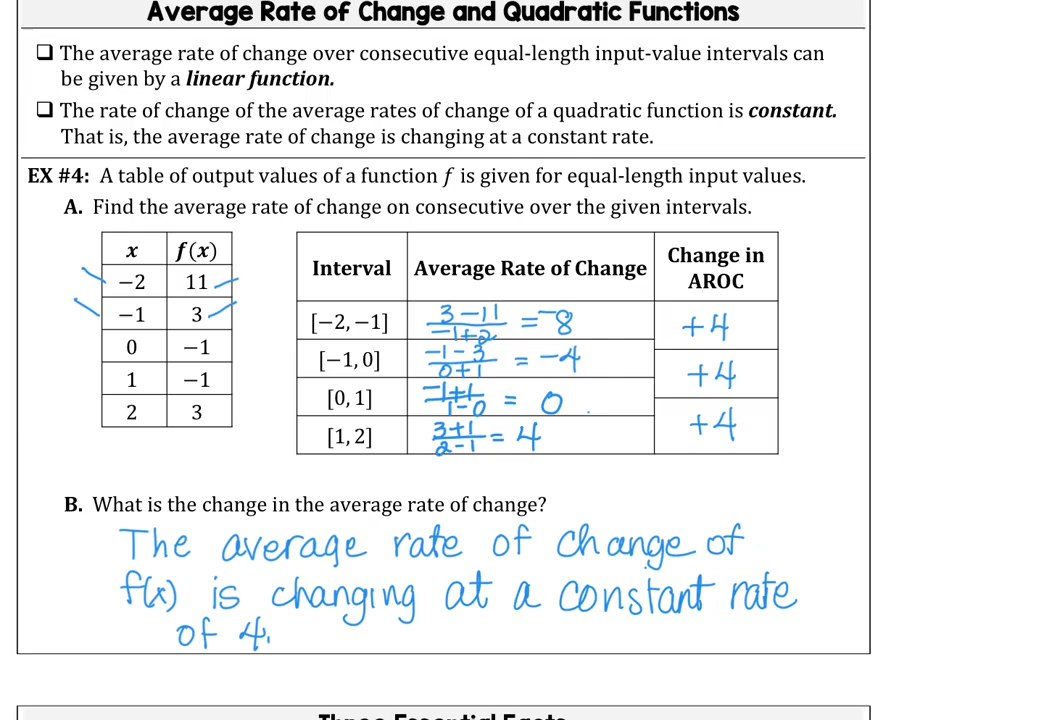 Average Rate of Change and Quadratic Functions
❑ The average rate of change over consecutive equal-length input-value intervals can
be given by a linear function.
❑ The rate of change of the average rates of change of a quadratic function is constant.
That is, the average rate of change is changing at a constant rate.
EX #4: A table of output values of a function f is given for equal-length input values.
A. Find the average rate of change on consecutive over the given intervals.
x f(x)
−2 11
−1 3
0 −1
1 −1
2 3
Interval Average Rate of Change Change in AROC
[−2, −1] 3−11/−1+2 = −8 +4
[−1, 0] −1−3/0+1 = −4 +4
[0, 1] −1+1/1−0 = 0 +4
[1, 2] 3+1/2−1 = 4
B. What is the change in the average rate of change?
The average rate of change of
f(x) is changing at a constant rate
of 4.
Three Essential Facts